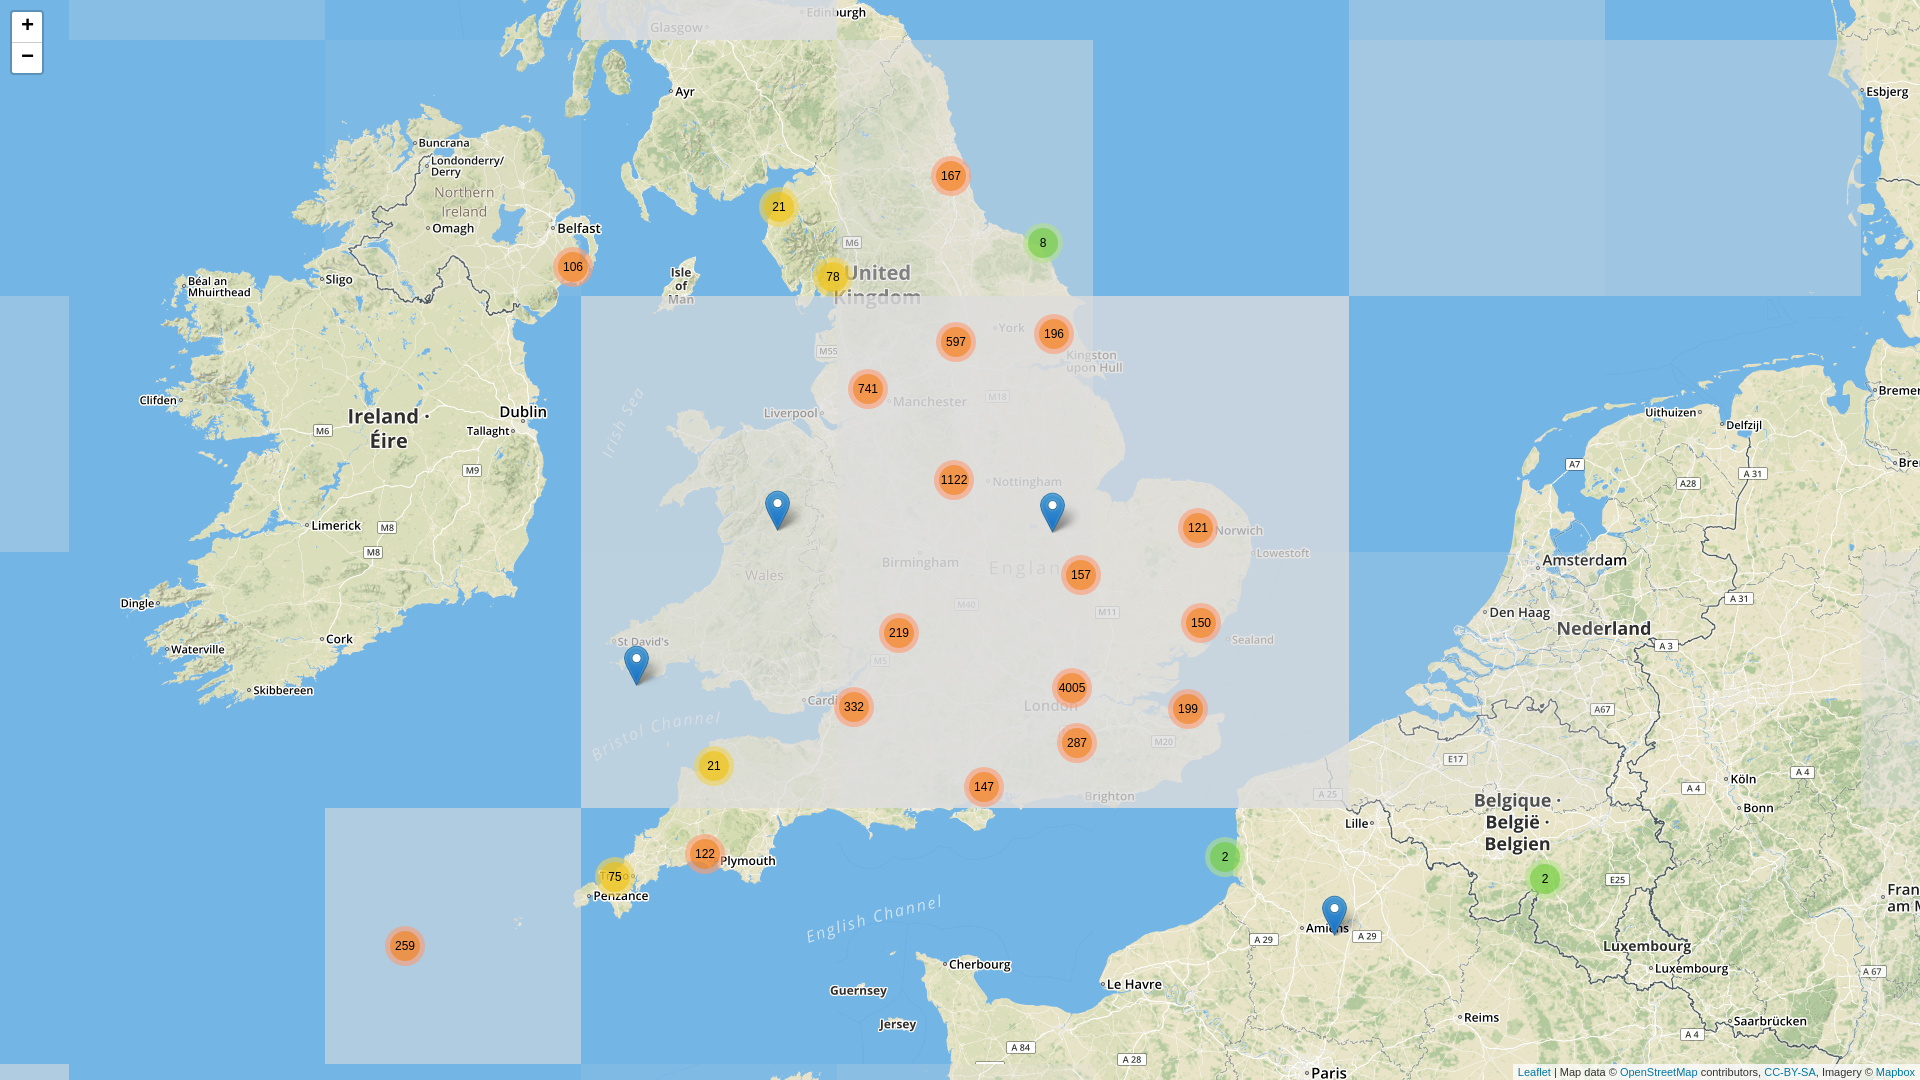 +
−
Glasgow
Edinburgh
Ayr
Esbjerg
Buncrana
Londonderry/
Derry
167
Northern
Ireland
21
Omagh
Belfast
M6
8
106
78
United
Kingdom
Isle
of
Man
Sligo
Béal an
Mhuirthead
York
196
597
M55
Kingston
upon Hull
741
Manchester
M18
Liverpool
Irish Sea
Clifden
Ireland ·
Éire
Dublin
Tallaght
M6
M9
Uithuizen
Delfzijl
Bremer
Bre
A7
A 31
A28
1122
Nottingham
121
Norwich
Lowestoft
Limerick
M8
M8
Birmingham
Wales
157
Amsterdam
Dingle
M40
M11
A 31
Den Haag
Nederland
A 3
219
150
Sealand
Cork
Waterville
St David's
M5
Skibbereen
4005
London
199
Cardi
332
287
M20
A67
Bristol Channel
E17
21
147
Brighton
A 25
Köln
A 4
A 4
Bonn
Belgique ·
België ·
Belgien
Lille
122
Plymouth
2
2
E25
75
Penzance
Fran
am M
259
English Channel
Amiens
A 29
A 29
Luxembourg
Luxembourg
A 67
Cherbourg
Le Havre
Guernsey
Jersey
Reims
Saarbrücken
A 4
A 84
A 28
Paris
Leaflet | Map data © OpenStreetMap contributors, CC-BY-SA, Imagery © Mapbox